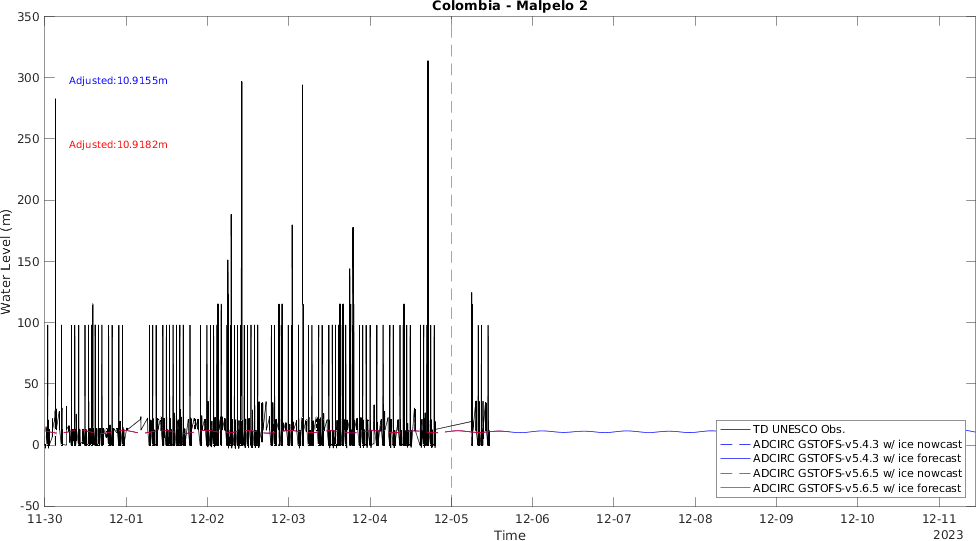 Colombia - Malpelo 2
350
300
250
200
150
100
50
0
-50
Water Level (m)
Adjusted:10.9155m
Adjusted:10.9182m
TD UNESCO Obs.
ADCIRC GSTOFS-v5.4.3 w/ ice nowcast
ADCIRC GSTOFS-v5.4.3 w/ ice forecast
ADCIRC GSTOFS-v5.6.5 w/ ice nowcast
ADCIRC GSTOFS-v5.6.5 w/ ice forecast
11-30 12-01 12-02 12-03 12-04 12-05 12-06 12-07 12-08 12-09 12-10 12-11
Time
2023